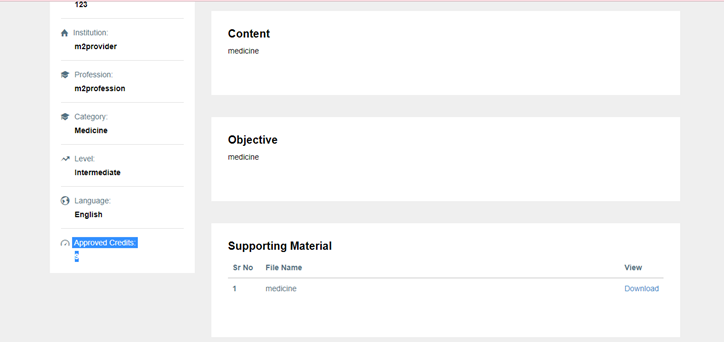 123
Institution:
m2provider
Profession:
m2profession
Category:
Medicine
Level:
Intermediate
Language:
English
Approved Credits:
Content
medicine
Objective
medicine
Supporting Material
Sr No File Name View
1 medicine Download